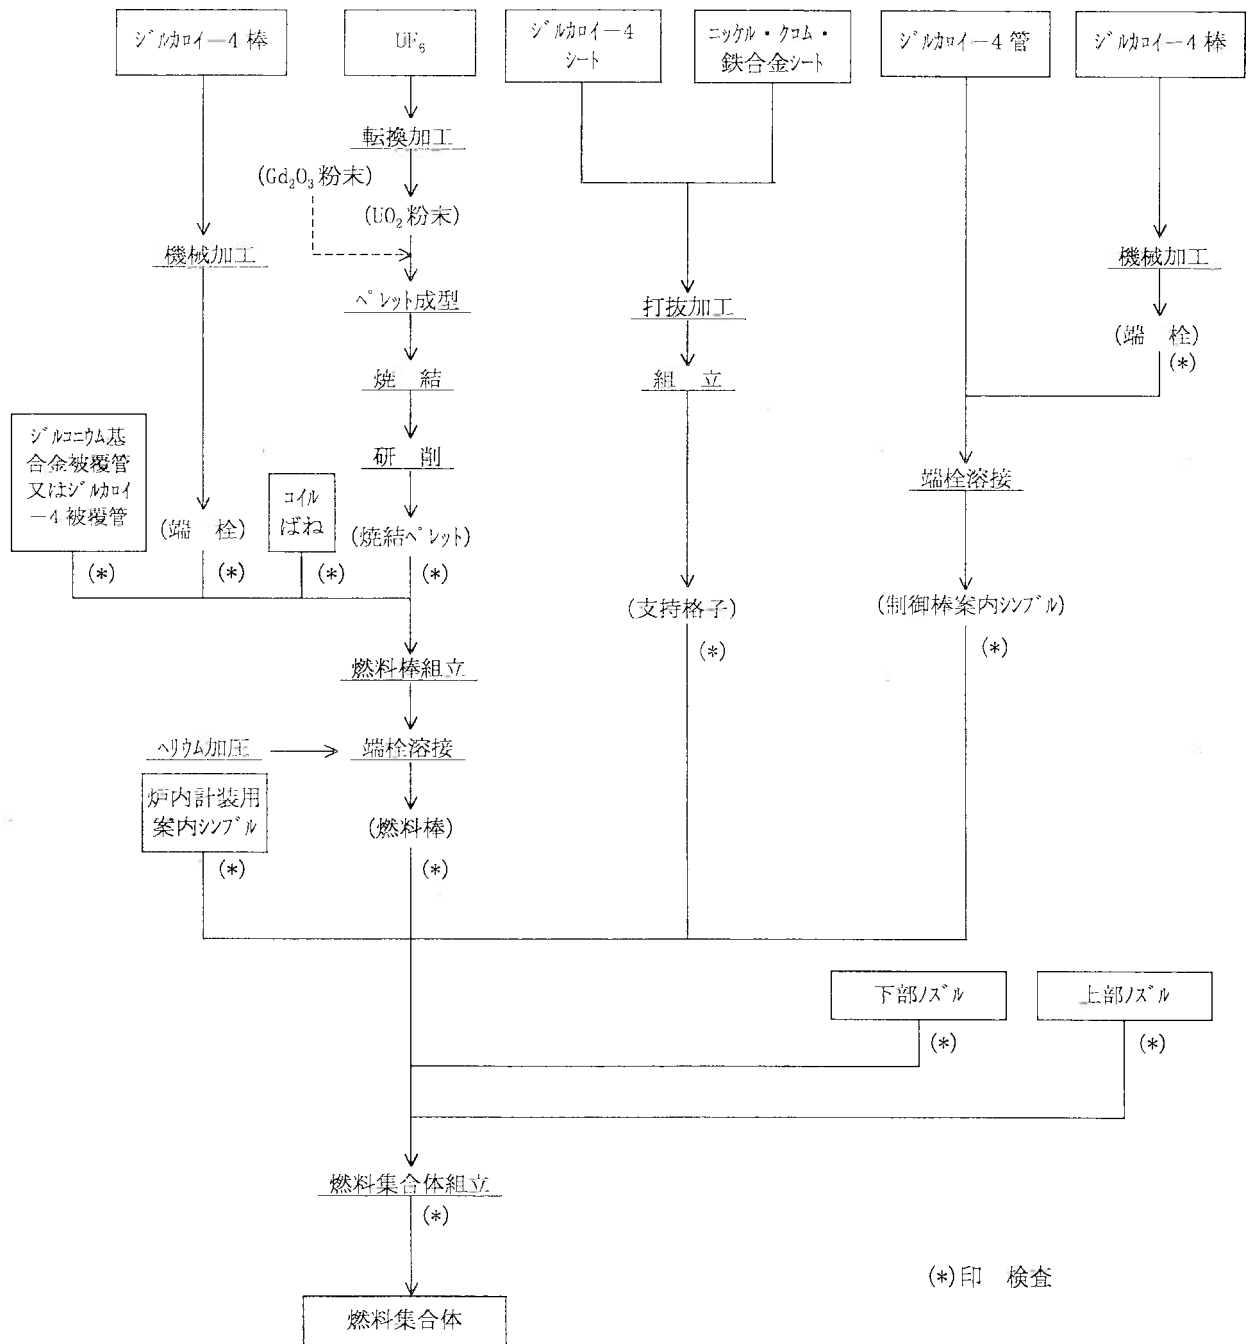 ジルカロイ－4 棒
UF₆
ジルカロイ－4
シート
ニッケル・クロム・
鉄合金シート
ジルカロイ－4 管
ジルカロイ－4 棒
転換加工
(Gd₂O₃ 粉末)
(UO₂ 粉末)
機械加工
機械加工
ペレット成型
打抜加工
(端　栓)
(*)
焼　結
組　立
ジルコニウム基
合金被覆管
又はジルカロイ
－4 被覆管
(*)
研　削
端栓溶接
コイル
ばね
(*)
(端　栓)
(*)
(焼結ペレット)
(*)
(支持格子)
(*)
(制御棒案内シンブル)
(*)
燃料棒組立
ヘリウム加圧
端栓溶接
炉内計装用
案内シンブル
(*)
(燃料棒)
(*)
下部ノズル
(*)
上部ノズル
(*)
燃料集合体組立
(*)
(*)印　検査
燃料集合体